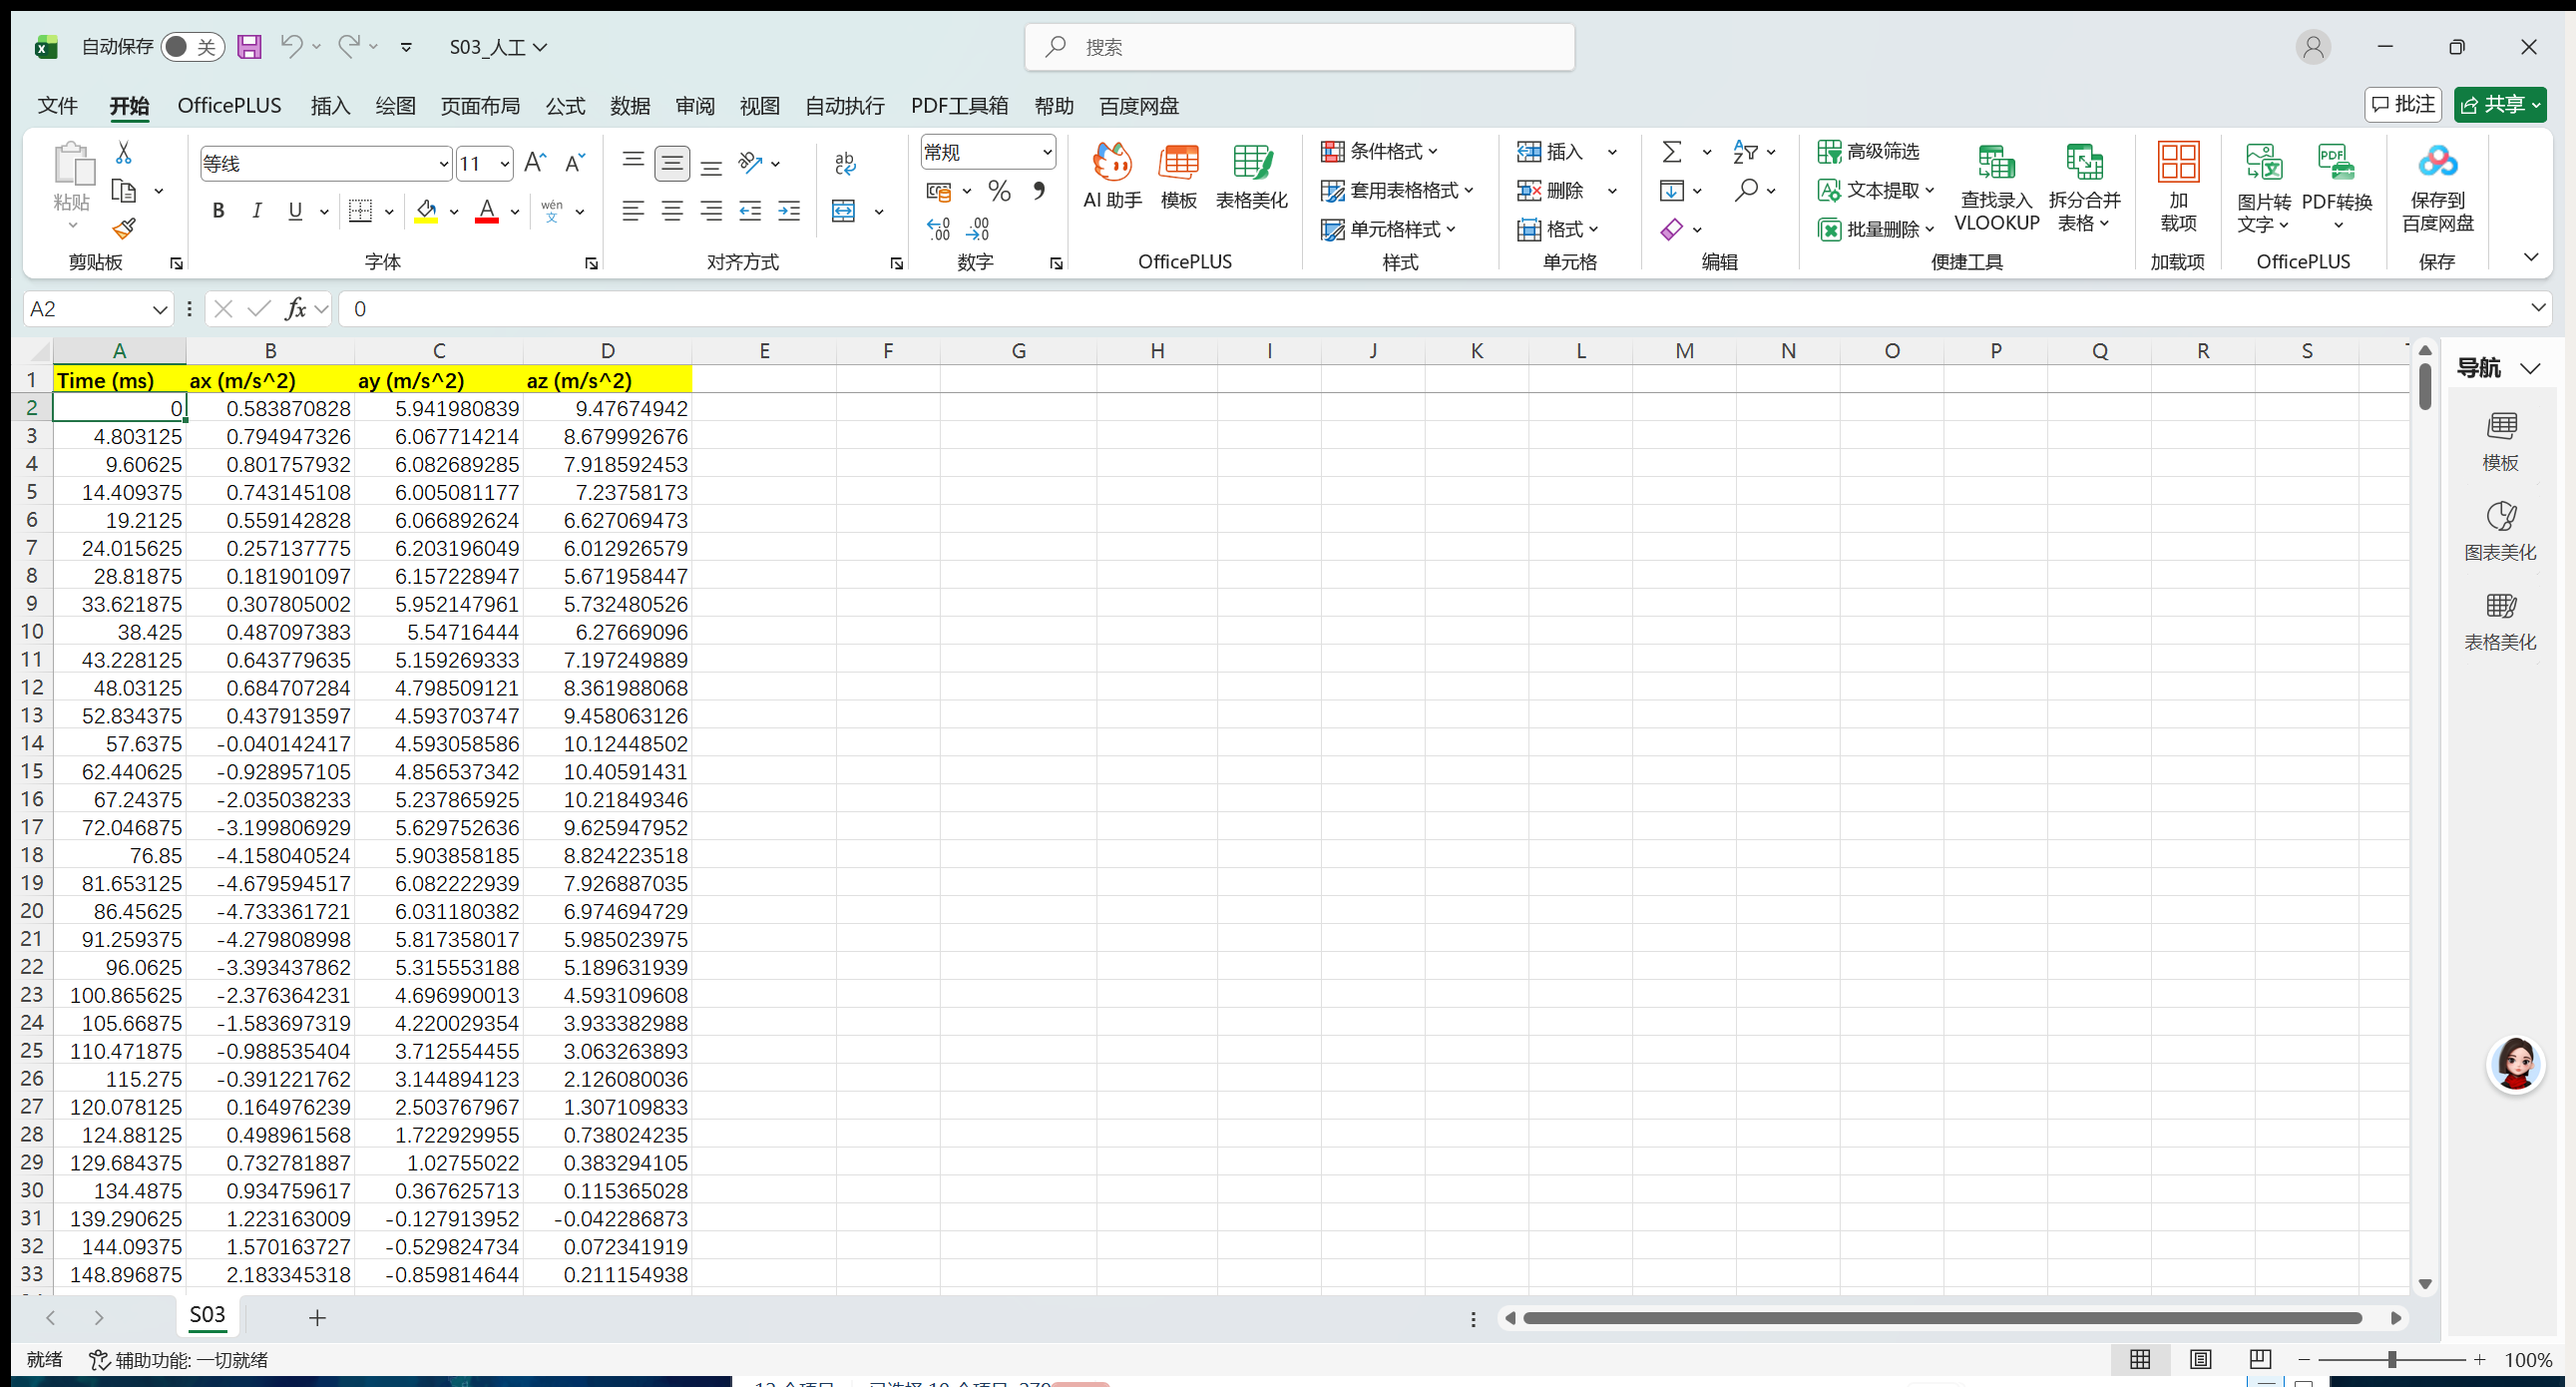 自动保存 关 S03_人工 搜索
文件 开始 OfficePLUS 插入 绘图 页面布局 公式 数据 审阅 视图 自动执行 PDF工具箱 帮助 百度网盘 批注 共享
粘贴 等线 11 常规 AI 助手 模板 表格美化 条件格式 套用表格格式 单元格样式 插入 删除 格式 高级筛选 文本提取 批量删除 查找录入 VLOOKUP 拆分合并 表格 加 载项 图片转 文字 PDF转换 保存到 百度网盘
剪贴板 字体 对齐方式 数字 OfficePLUS 样式 单元格 编辑 便捷工具 加载项 OfficePLUS 保存
A2 fx 0
A B C D E F G H I J K L M N O P Q R S
导航
模板
图表美化
表格美化
1 Time (ms) ax (m/s^2) ay (m/s^2) az (m/s^2)
2 0 0.583870828 5.941980839 9.47674942
3 4.803125 0.794947326 6.067714214 8.679992676
4 9.60625 0.801757932 6.082689285 7.918592453
5 14.409375 0.743145108 6.005081177 7.23758173
6 19.2125 0.559142828 6.066892624 6.627069473
7 24.015625 0.257137775 6.203196049 6.012926579
8 28.81875 0.181901097 6.157228947 5.671958447
9 33.621875 0.307805002 5.952147961 5.732480526
10 38.425 0.487097383 5.54716444 6.27669096
11 43.228125 0.643779635 5.159269333 7.197249889
12 48.03125 0.684707284 4.798509121 8.361988068
13 52.834375 0.437913597 4.593703747 9.458063126
14 57.6375 -0.040142417 4.593058586 10.12448502
15 62.440625 -0.928957105 4.856537342 10.40591431
16 67.24375 -2.035038233 5.237865925 10.21849346
17 72.046875 -3.199806929 5.629752636 9.625947952
18 76.85 -4.158040524 5.903858185 8.824223518
19 81.653125 -4.679594517 6.082222939 7.926887035
20 86.45625 -4.733361721 6.031180382 6.974694729
21 91.259375 -4.279808998 5.817358017 5.985023975
22 96.0625 -3.393437862 5.315553188 5.189631939
23 100.865625 -2.376364231 4.696990013 4.593109608
24 105.66875 -1.583697319 4.220029354 3.933382988
25 110.471875 -0.988535404 3.712554455 3.063263893
26 115.275 -0.391221762 3.144894123 2.126080036
27 120.078125 0.164976239 2.503767967 1.307109833
28 124.88125 0.498961568 1.722929955 0.738024235
29 129.684375 0.732781887 1.02755022 0.383294105
30 134.4875 0.934759617 0.367625713 0.115365028
31 139.290625 1.223163009 -0.127913952 -0.042286873
32 144.09375 1.570163727 -0.529824734 0.072341919
33 148.896875 2.183345318 -0.859814644 0.211154938
S03
就绪 辅助功能: 一切就绪 100%